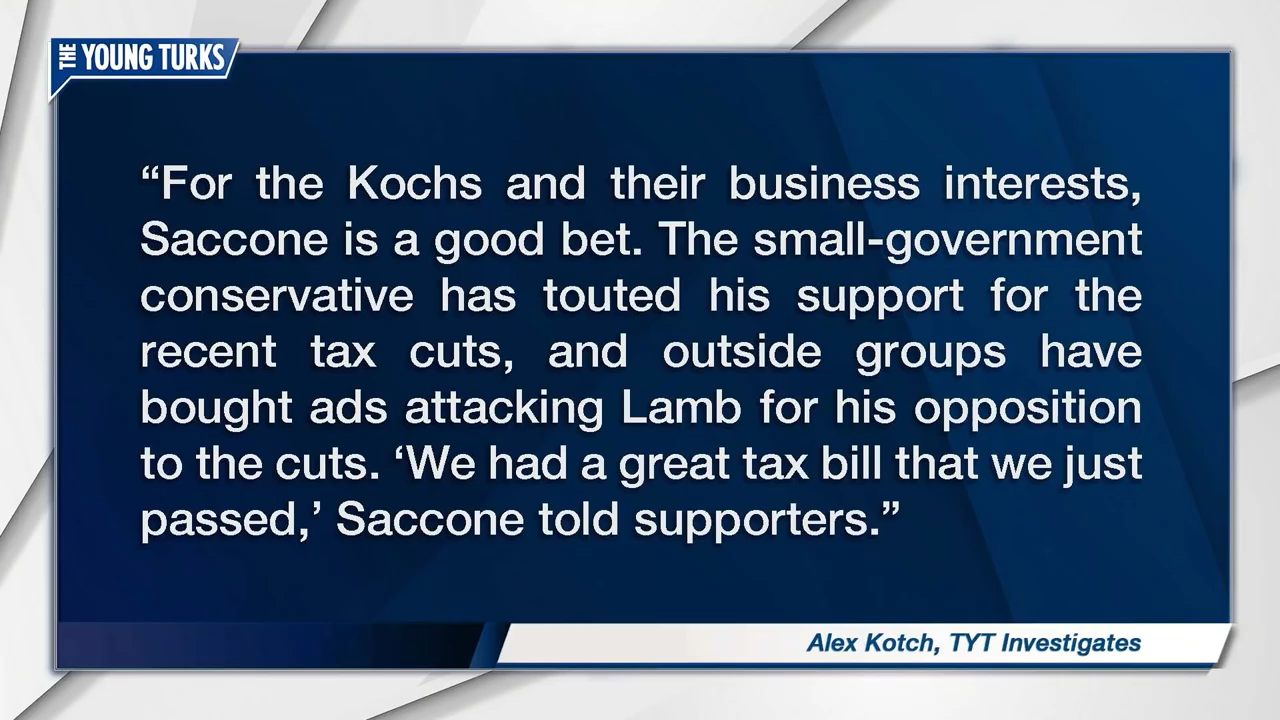 THE YOUNG TURKS
“For the Kochs and their business interests,
Saccone is a good bet. The small-government
conservative has touted his support for the
recent tax cuts, and outside groups have
bought ads attacking Lamb for his opposition
to the cuts. ‘We had a great tax bill that we just
passed,’ Saccone told supporters.”
Alex Kotch, TYT Investigates